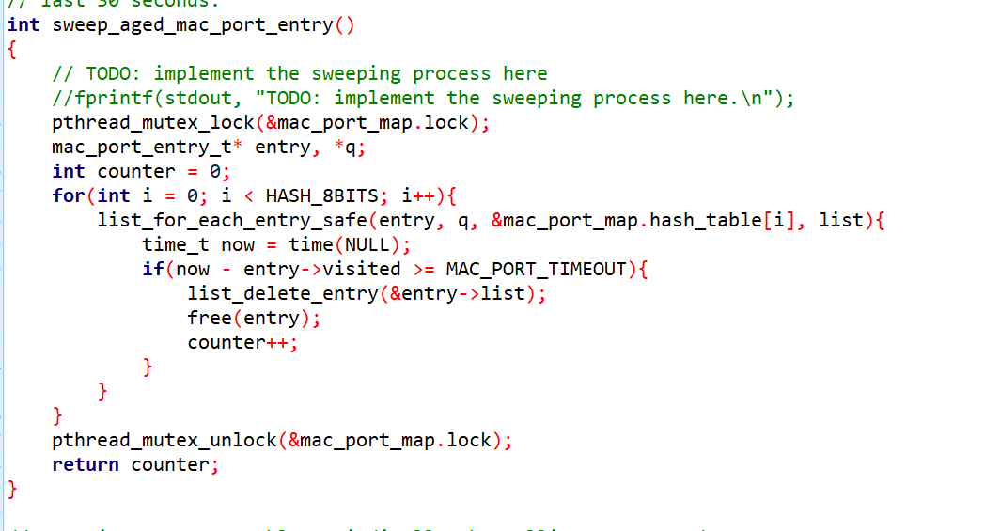 // last 30 seconds.
int sweep_aged_mac_port_entry()
{
    // TODO: implement the sweeping process here
    //fprintf(stdout, "TODO: implement the sweeping process here.\n");
    pthread_mutex_lock(&mac_port_map.lock);
    mac_port_entry_t* entry, *q;
    int counter = 0;
    for(int i = 0; i < HASH_8BITS; i++){
        list_for_each_entry_safe(entry, q, &mac_port_map.hash_table[i], list){
            time_t now = time(NULL);
            if(now - entry->visited >= MAC_PORT_TIMEOUT){
                list_delete_entry(&entry->list);
                free(entry);
                counter++;
            }
        }
    }
    pthread_mutex_unlock(&mac_port_map.lock);
    return counter;
}